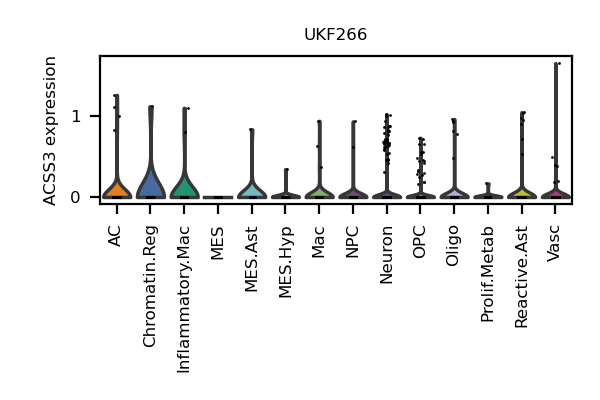 UKF266
ACSS3 expression
1
0
AC
Chromatin.Reg
Inflammatory.Mac
MES
MES.Ast
MES.Hyp
Mac
NPC
Neuron
OPC
Oligo
Prolif.Metab
Reactive.Ast
Vasc